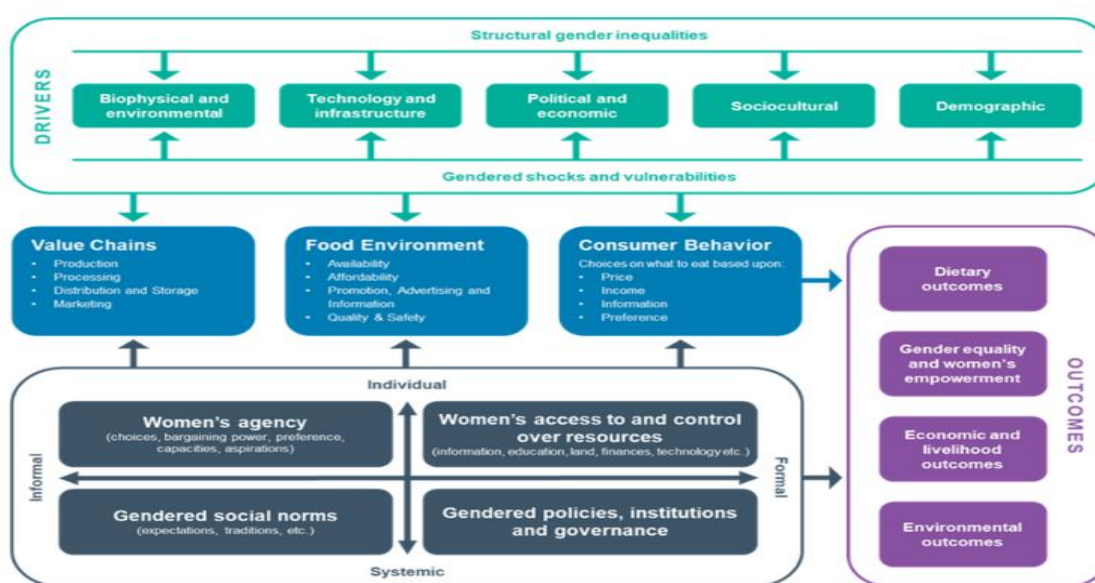 Structural gender inequalities
DRIVERS
Biophysical and
environmental
Technology and
infrastructure
Political and
economic
Sociocultural
Demographic
Gendered shocks and vulnerabilities
Value Chains
• Production
• Processing
• Distribution and Storage
• Marketing
Food Environment
• Availability
• Affordability
• Promotion, Advertising and
Information
• Quality & Safety
Consumer Behavior
Choices on what to eat based upon:
• Price
• Income
• Information
• Preference
Individual
Informal
Women's agency
(choices, bargaining power, preference,
capacities, aspirations)
Women's access to and control
over resources
(information, education, land, finances, technology etc.)
Formal
Gendered social norms
(expectations, traditions, etc.)
Gendered policies, institutions
and governance
Systemic
Dietary
outcomes
Gender equality
and women's
empowerment
Economic and
livelihood
outcomes
Environmental
outcomes
OUTCOMES